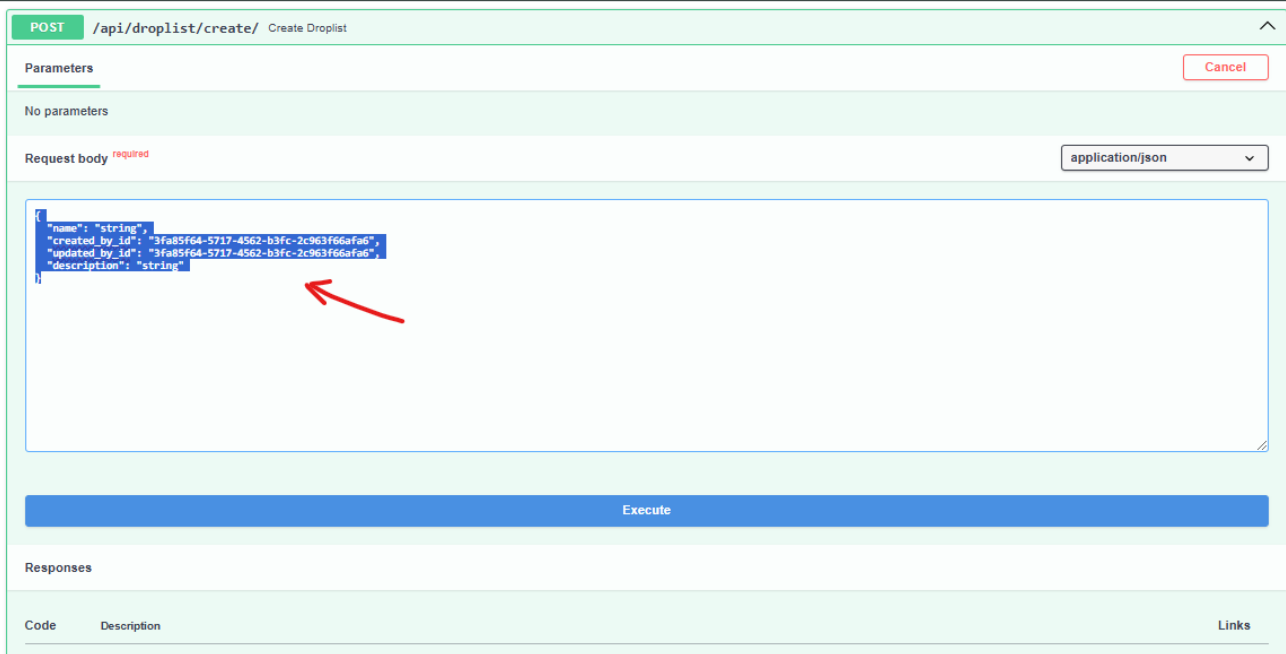 POST /api/droplist/create/ Create Droplist
Parameters
Cancel
No parameters
Request body required
application/json
{
"name": "string",
"created_by_id": "3fa85f64-5717-4562-b3fc-2c963f66afa6",
"updated_by_id": "3fa85f64-5717-4562-b3fc-2c963f66afa6",
"description": "string"
}
Execute
Responses
Code Description Links